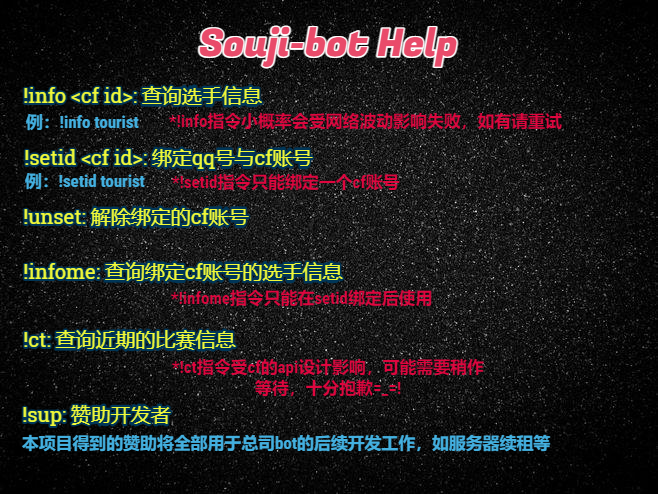 Souji-bot Help
!info <cf id>: 查询选手信息
例：!info tourist *!info指令小概率会受网络波动影响失败，如有请重试
!setid <cf id>: 绑定qq号与cf账号
例：!setid tourist *!setid指令只能绑定一个cf账号
!unset: 解除绑定的cf账号
!infome: 查询绑定cf账号的选手信息
*!infome指令只能在setid绑定后使用
!ct: 查询近期的比赛信息
*!ct指令受ct的api设计影响，可能需要稍作
等待，十分抱歉=_=!
!sup: 赞助开发者
本项目得到的赞助将全部用于总司bot的后续开发工作，如服务器续租等